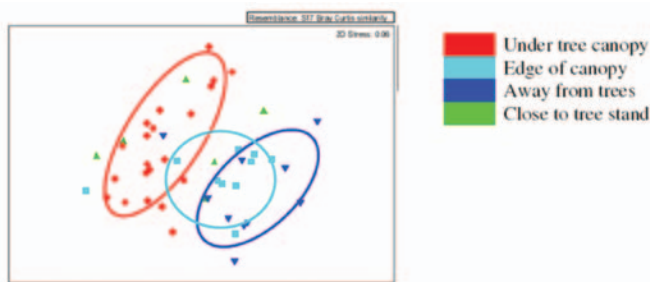 Resemblance: S17 Bray Curtis similarity
2D Stress: 0.06
Under tree canopy
Edge of canopy
Away from trees
Close to tree stand